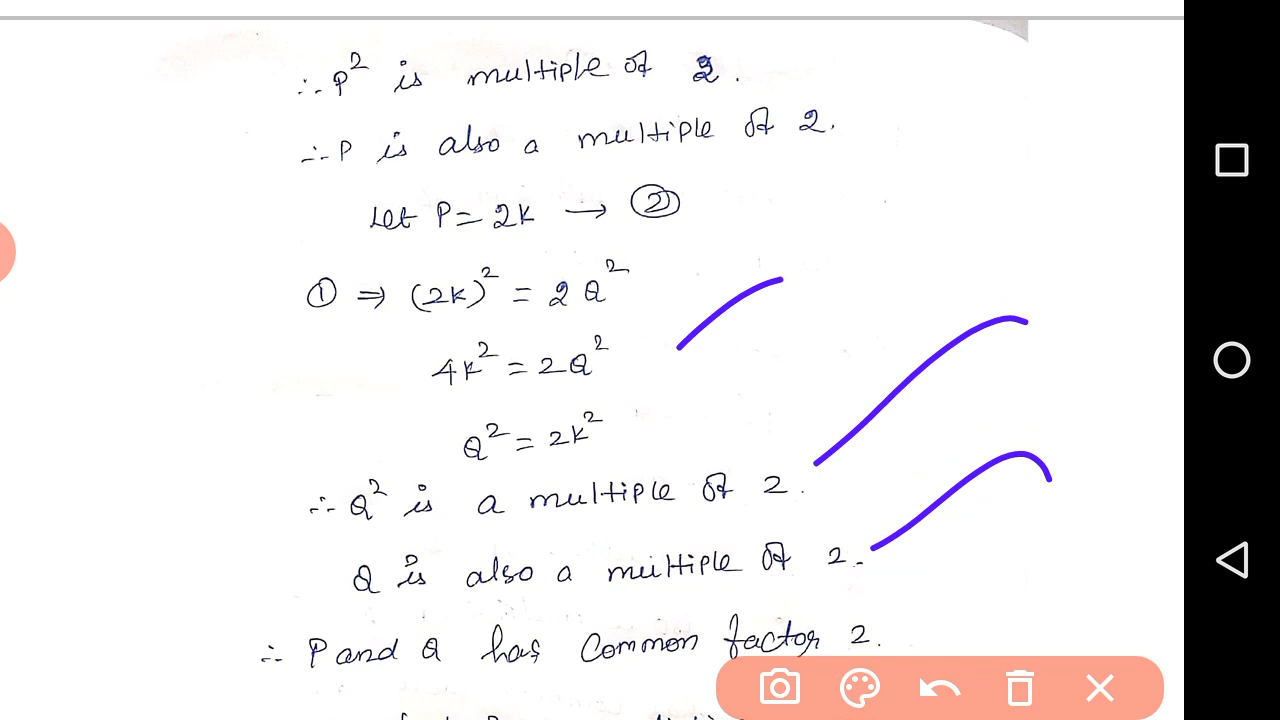 ∴ P² is multiple of 2.
∴ P is also a multiple of 2.
Let P = 2k → ②
① ⇒ (2k)² = 2Q²
4k² = 2Q²
Q² = 2k²
∴ Q² is a multiple of 2.
Q is also a multiple of 2.
∴ P and Q has common factor 2.